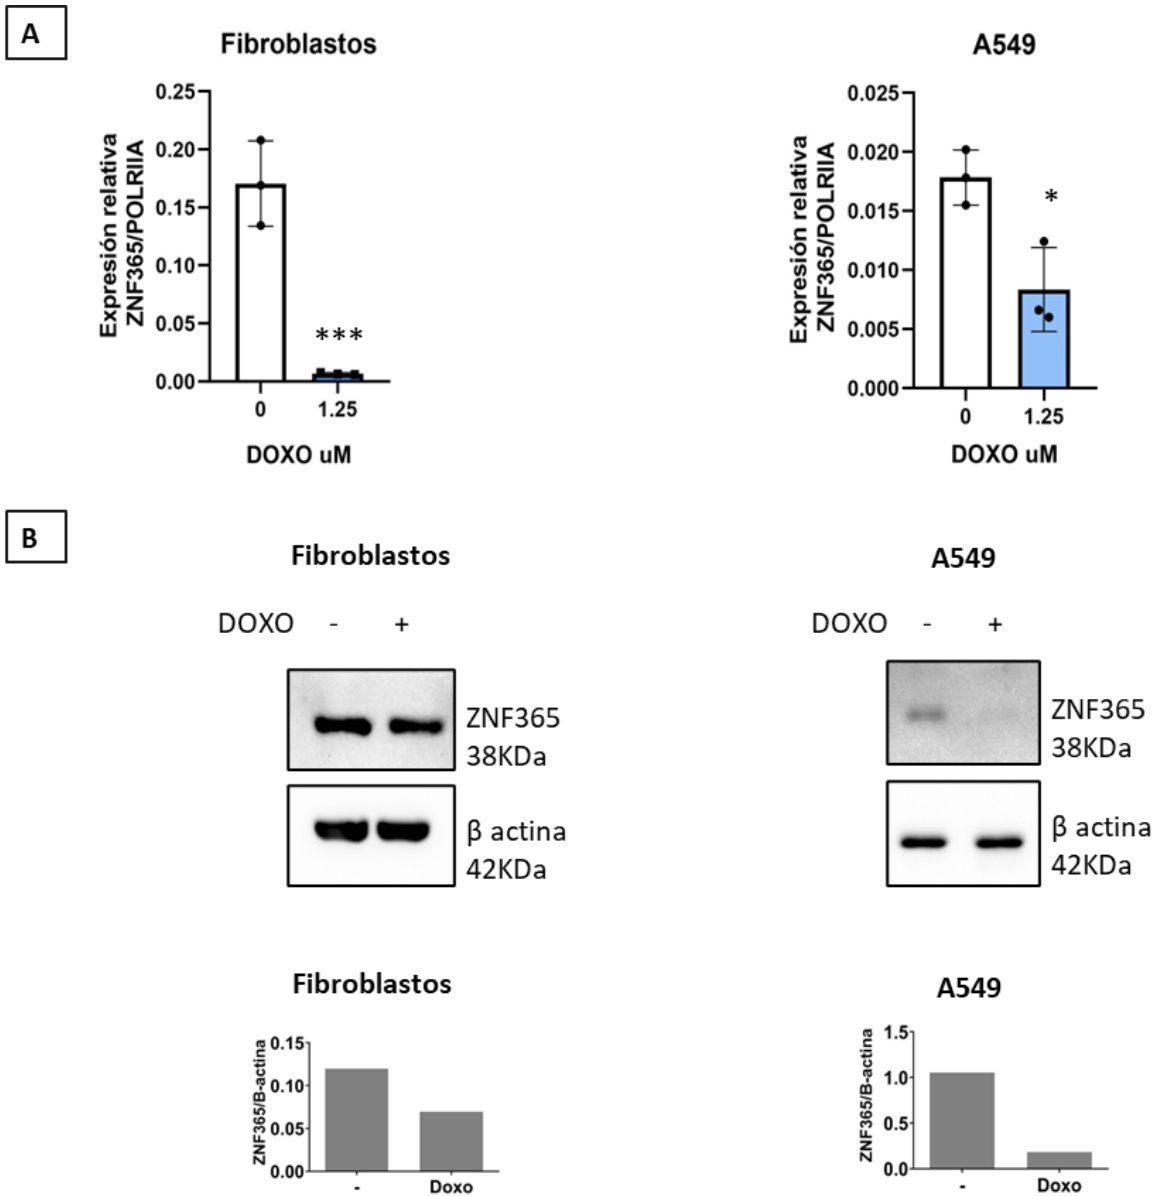 A
Fibroblastos
Expresión relativa
ZNF365/POLRIIA
0.25
0.20
0.15
0.10
0.05
0.00
***
0 1.25
DOXO uM
A549
Expresión relativa
ZNF365/POLRIIA
0.025
0.020
0.015
0.010
0.005
0.000
*
0 1.25
DOXO uM
B
Fibroblastos
DOXO - +
ZNF365
38KDa
β actina
42KDa
A549
DOXO - +
ZNF365
38KDa
β actina
42KDa
Fibroblastos
ZNF365/B-actina
0.15
0.10
0.05
0.00
- Doxo
A549
ZNF365/B-actina
1.5
1.0
0.5
0.0
- Doxo